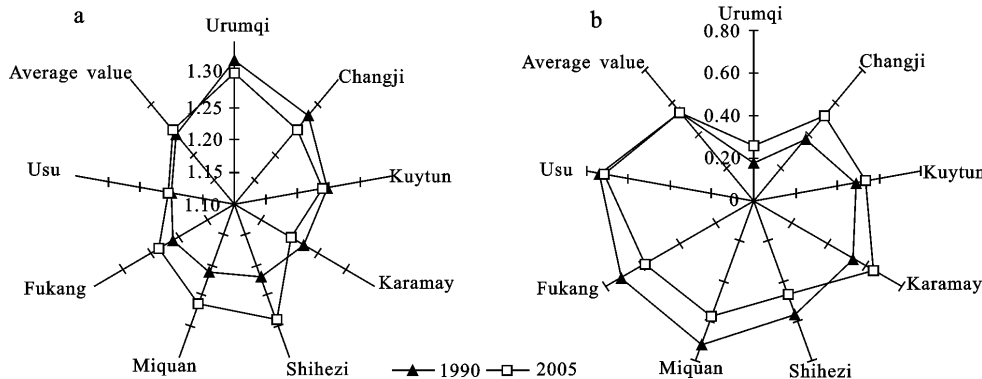 a
Urumqi
1.30
1.25
1.20
1.15
1.10
Changji
Kuytun
Karamay
Shihezi
Miquan
Fukang
Usu
Average value
b
Urumqi
0.80
0.60
0.40
0.20
0
Changji
Kuytun
Karamay
Shihezi
Miquan
Fukang
Usu
Average value
1990 2005